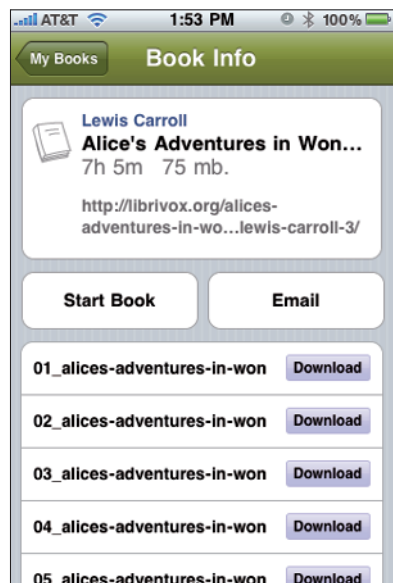 AT&T 1:53 PM 100%
My Books Book Info
Lewis Carroll
Alice's Adventures in Won...
7h 5m 75 mb.
http://librivox.org/alices-
adventures-in-wo...lewis-carroll-3/
Start Book Email
01_alices-adventures-in-won Download
02_alices-adventures-in-won Download
03_alices-adventures-in-won Download
04_alices-adventures-in-won Download
05_alices-adventures-in-won Download